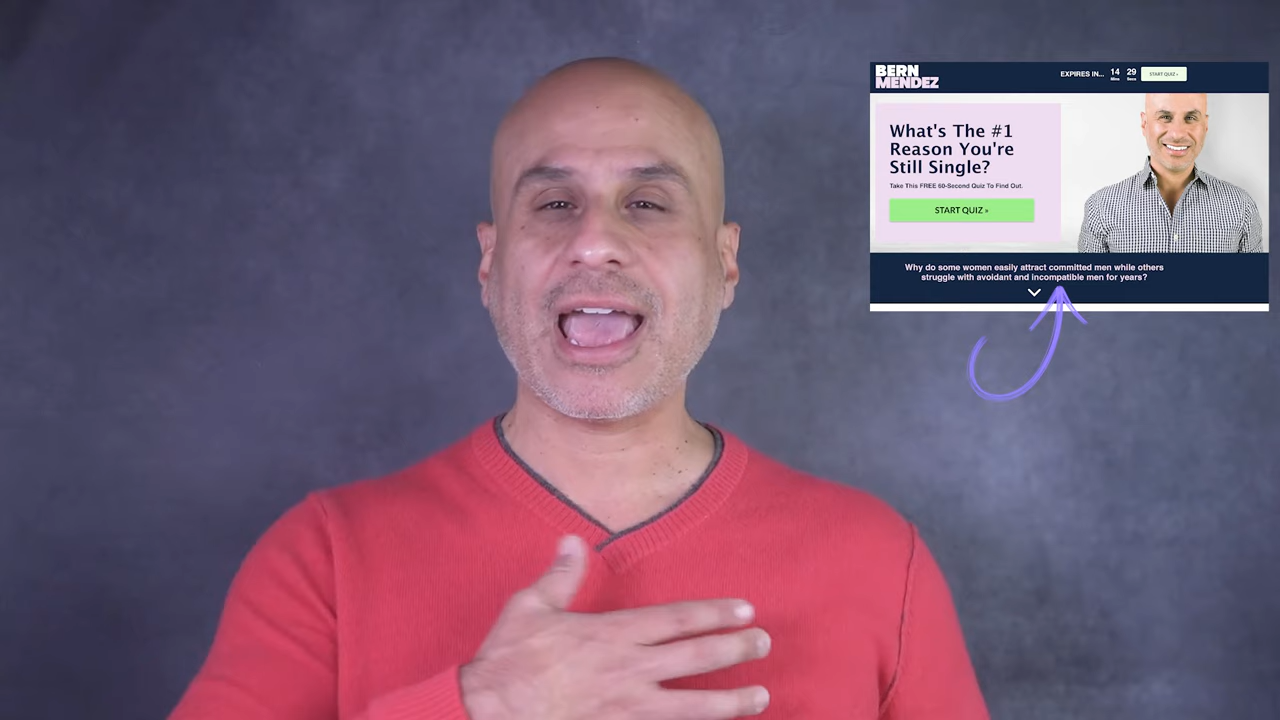 BERN
MENDEZ
EXPIRES IN...
14
Mins
29
Secs
START QUIZ »
What's The #1
Reason You're
Still Single?
Take This FREE 60-Second Quiz To Find Out.
START QUIZ »
Why do some women easily attract committed men while others
struggle with avoidant and incompatible men for years?